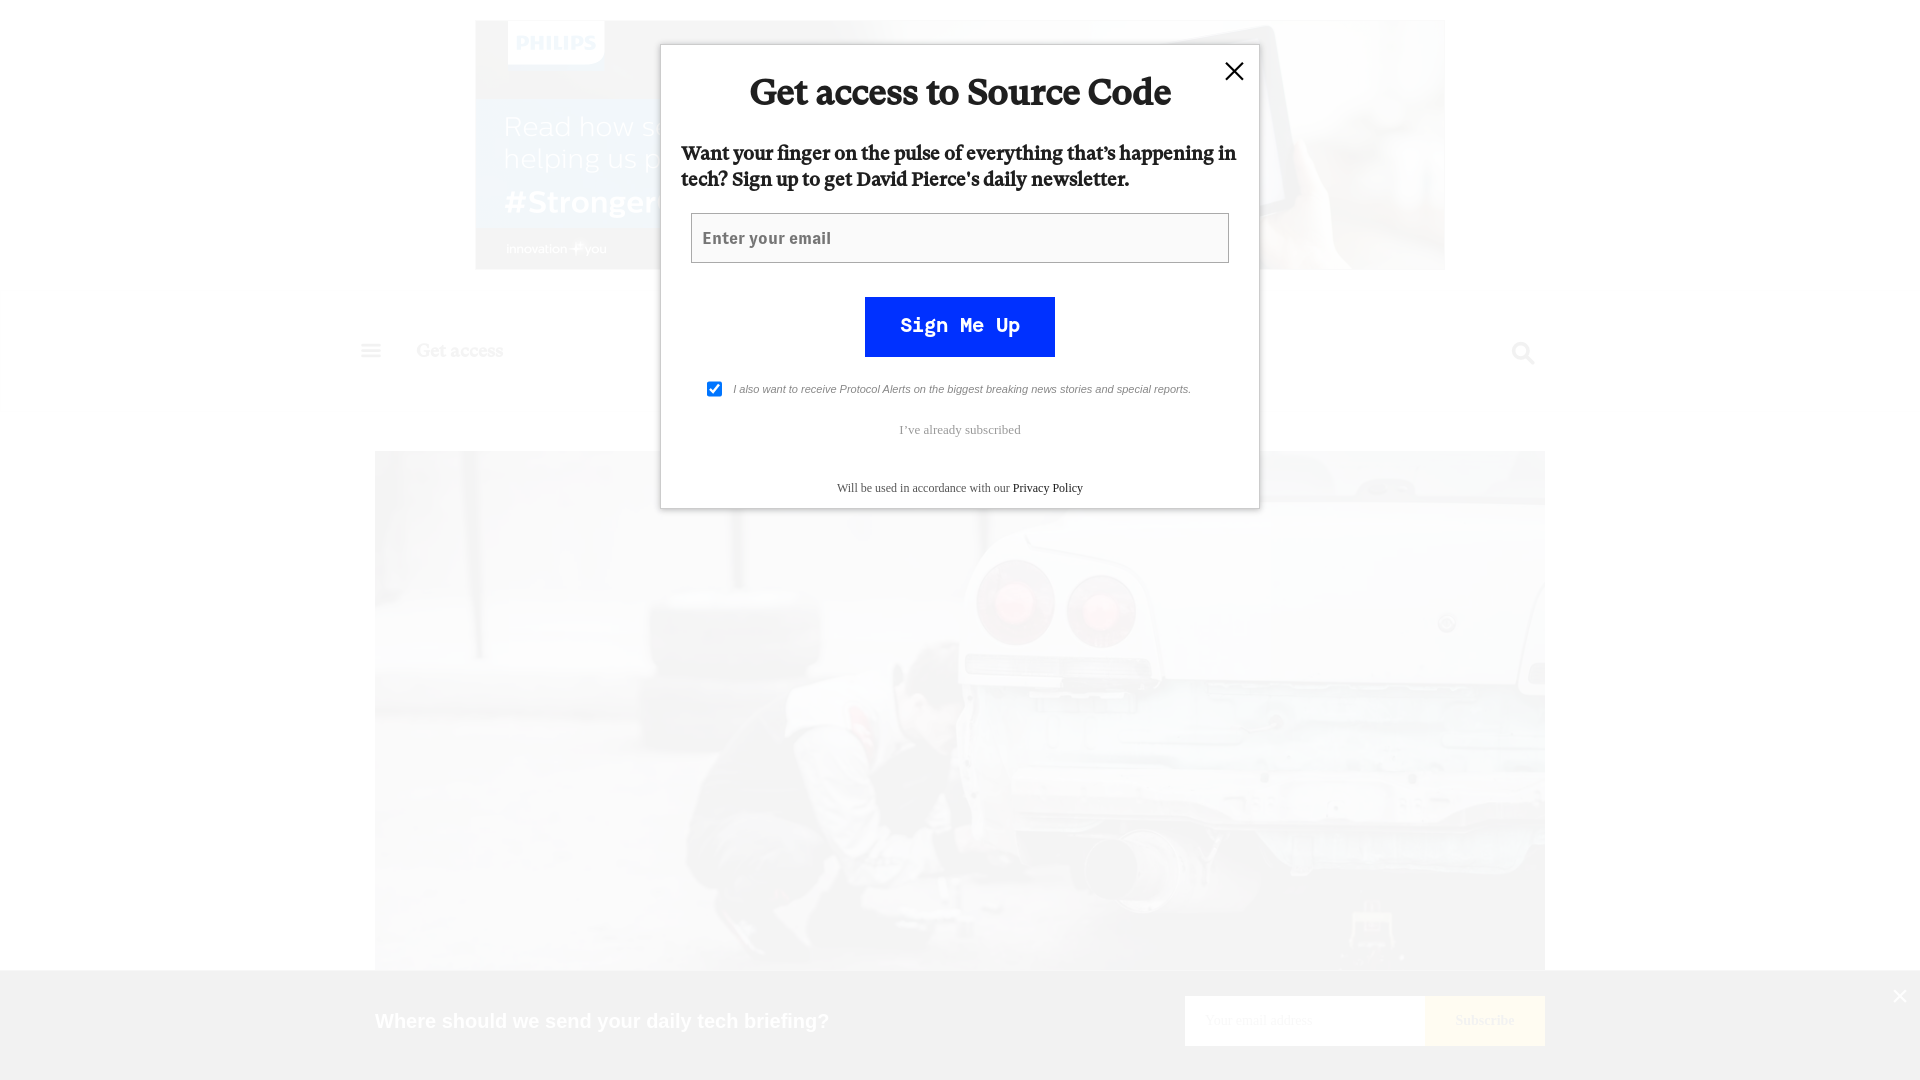 PHILIPS
Read how s
helping us p
#Stronger
innovation you
Get access to Source Code
Want your finger on the pulse of everything that's happening in
tech? Sign up to get David Pierce's daily newsletter.
Enter your email
Sign Me Up
I also want to receive Protocol Alerts on the biggest breaking news stories and special reports.
I've already subscribed
Will be used in accordance with our Privacy Policy
Get access
Where should we send your daily tech briefing?
Your email address
Subscribe